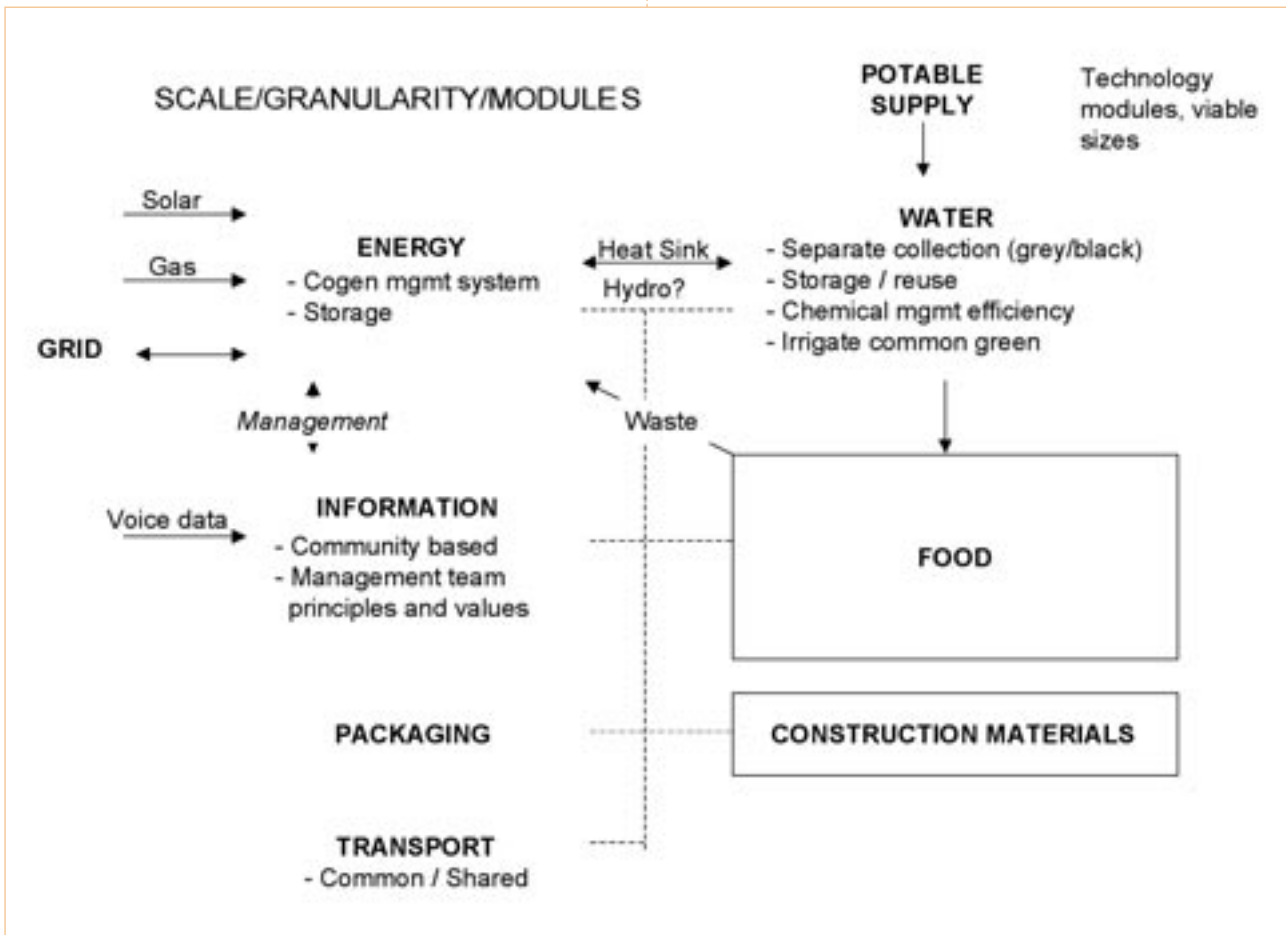 SCALE/GRANULARITY/MODULES
POTABLE
SUPPLY
Technology
modules, viable
sizes
Solar
Gas
GRID
ENERGY
- Cogen mgmt system
- Storage
Heat Sink
Hydro?
WATER
- Separate collection (grey/black)
- Storage / reuse
- Chemical mgmt efficiency
- Irrigate common green
Management
Waste
Voice data
INFORMATION
- Community based
- Management team
principles and values
FOOD
PACKAGING
CONSTRUCTION MATERIALS
TRANSPORT
- Common / Shared